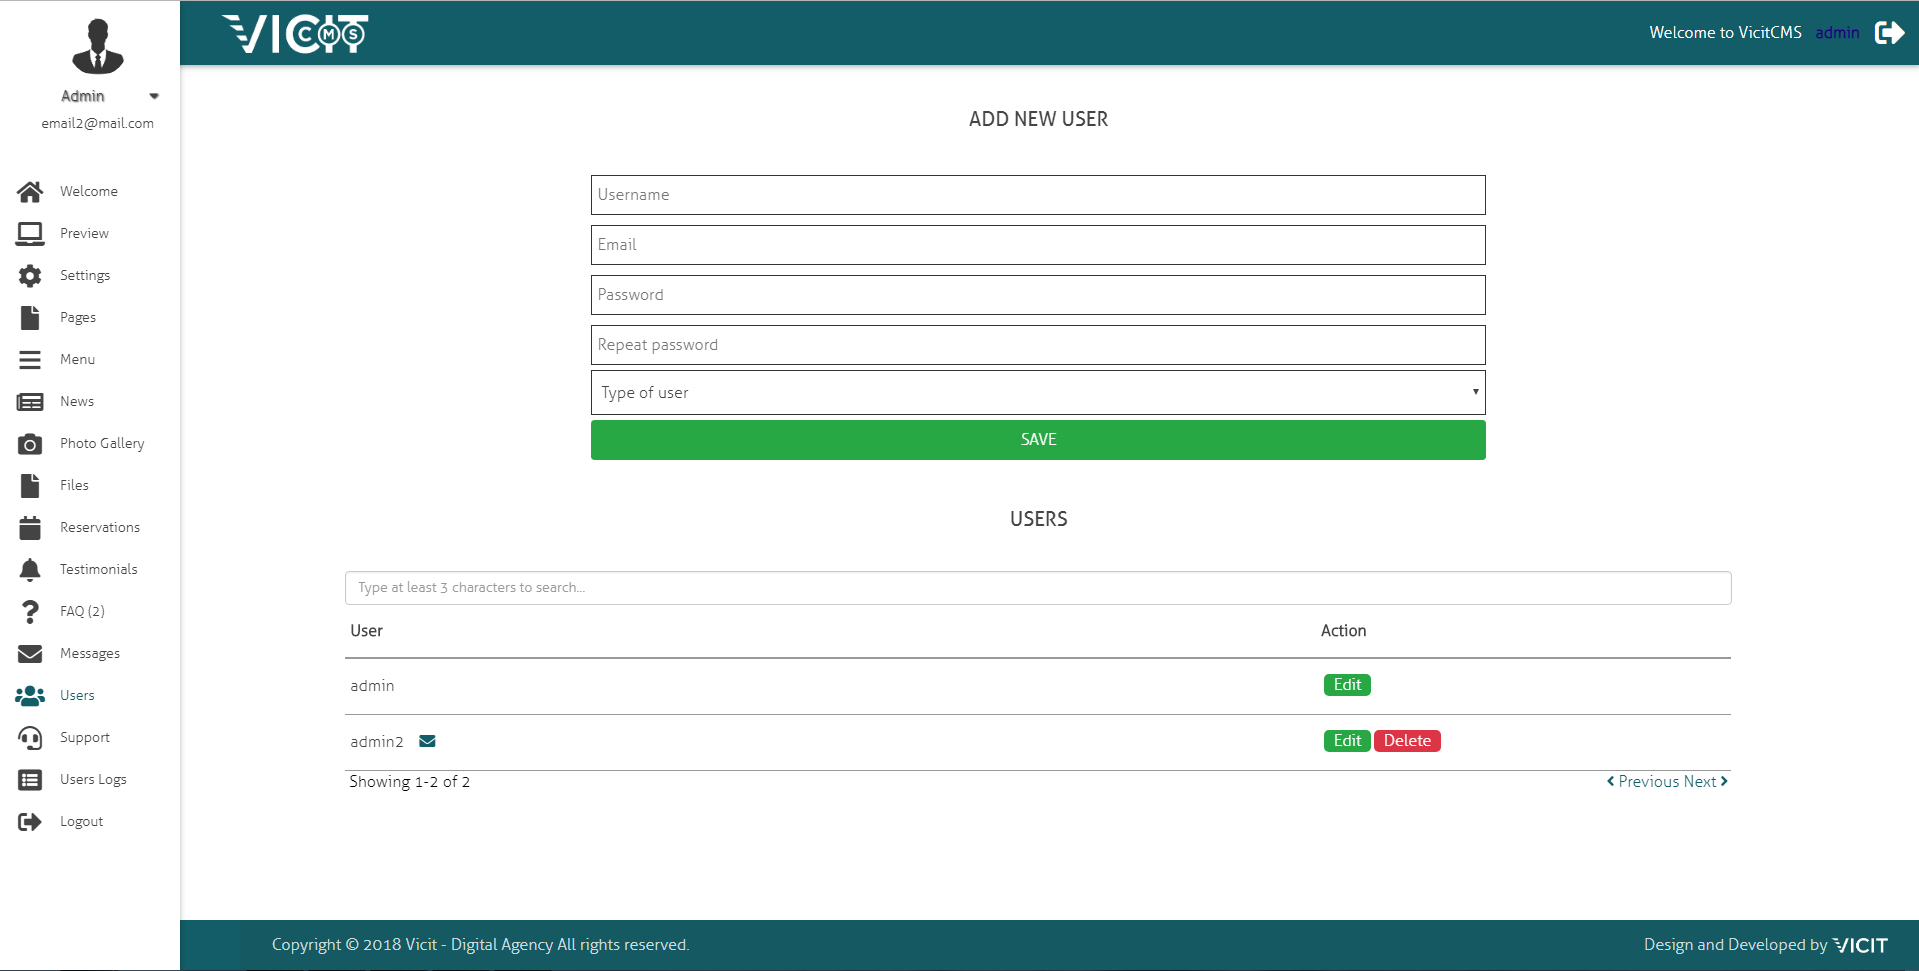 Admin
email2@mail.com
Welcome
Preview
Settings
Pages
Menu
News
Photo Gallery
Files
Reservations
Testimonials
FAQ (2)
Messages
Users
Support
Users Logs
Logout
VICIT CMS
Welcome to VicitCMS admin
ADD NEW USER
Username
Email
Password
Repeat password
Type of user
SAVE
USERS
Type at least 3 characters to search...
User Action
admin Edit
admin2 Edit Delete
Showing 1-2 of 2 Previous Next
Copyright © 2018 Vicit - Digital Agency All rights reserved. Design and Developed by VICIT